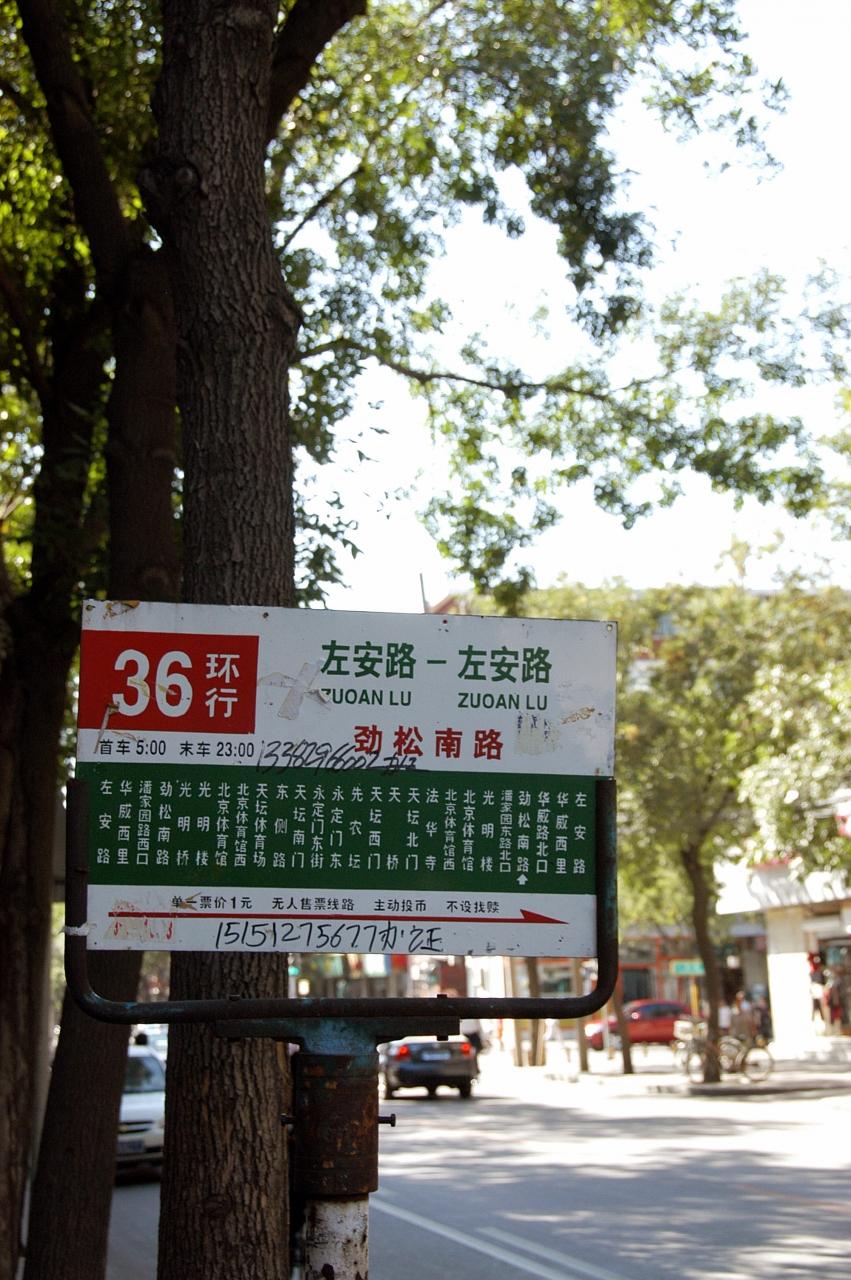 36 环行
左安路 - 左安路
ZUOAN LU ZUOAN LU
劲松南路
首车 5:00 末车 23:00
左安路
华威西里
潘家园路西口
劲松南路
光明桥
光明楼
北京体育馆
北京体育馆西
天坛体育场
东侧路
天坛南门
永定门东街
永定门东
先农坛
天坛西门
天桥
天坛北门
法华寺
北京体育馆西
北京体育馆
光明楼
潘家园东路北口
劲松南路
华威路北口
华威西里
左安路
单一票价1元 无人售票线路 主动投币 不设找赎
15151275677办证